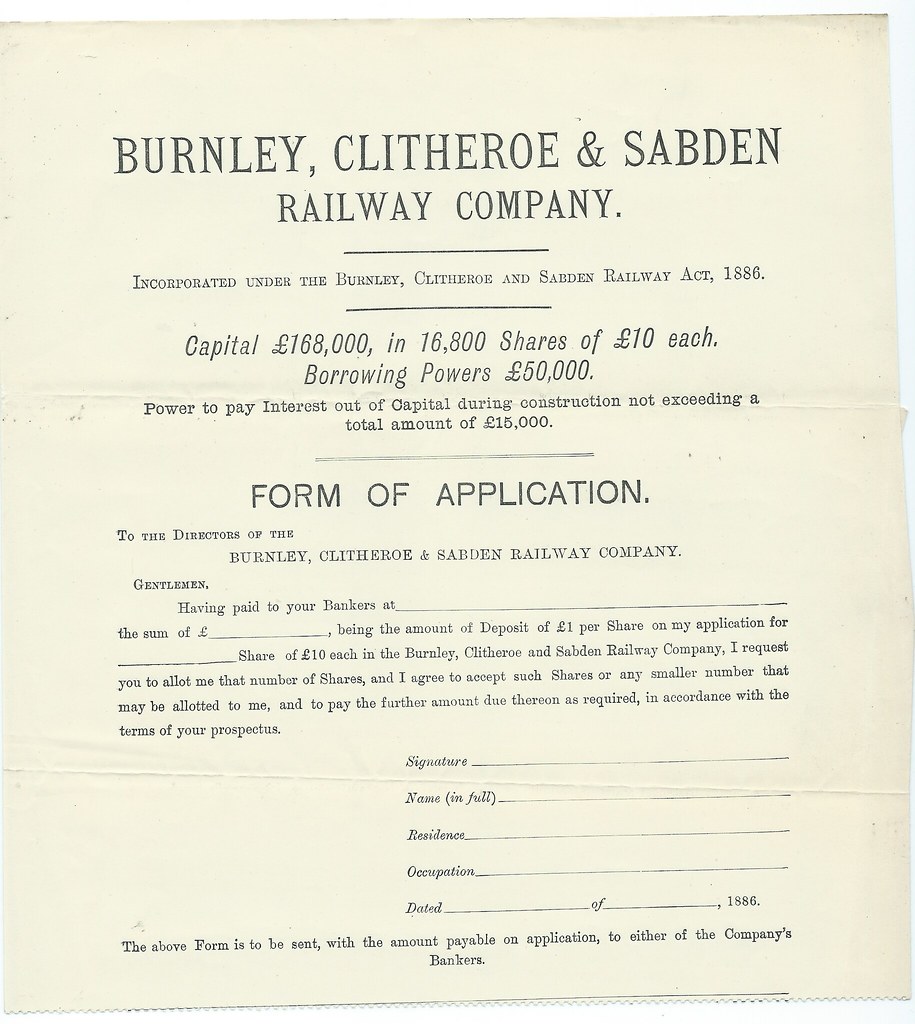 BURNLEY, CLITHEROE & SABDEN
RAILWAY COMPANY.
INCORPORATED UNDER THE BURNLEY, CLITHEROE AND SABDEN RAILWAY ACT, 1886.
Capital £168,000, in 16,800 Shares of £10 each.
Borrowing Powers £50,000.
Power to pay Interest out of Capital during construction not exceeding a
total amount of £15,000.
FORM OF APPLICATION.
TO THE DIRECTORS OF THE
BURNLEY, CLITHEROE & SABDEN RAILWAY COMPANY.
GENTLEMEN,
Having paid to your Bankers at
the sum of £ , being the amount of Deposit of £1 per Share on my application for
Share of £10 each in the Burnley, Clitheroe and Sabden Railway Company, I request
you to allot me that number of Shares, and I agree to accept such Shares or any smaller number that
may be allotted to me, and to pay the further amount due thereon as required, in accordance with the
terms of your prospectus.
Signature
Name (in full)
Residence
Occupation
Dated of , 1886.
The above Form is to be sent, with the amount payable on application, to either of the Company's
Bankers.